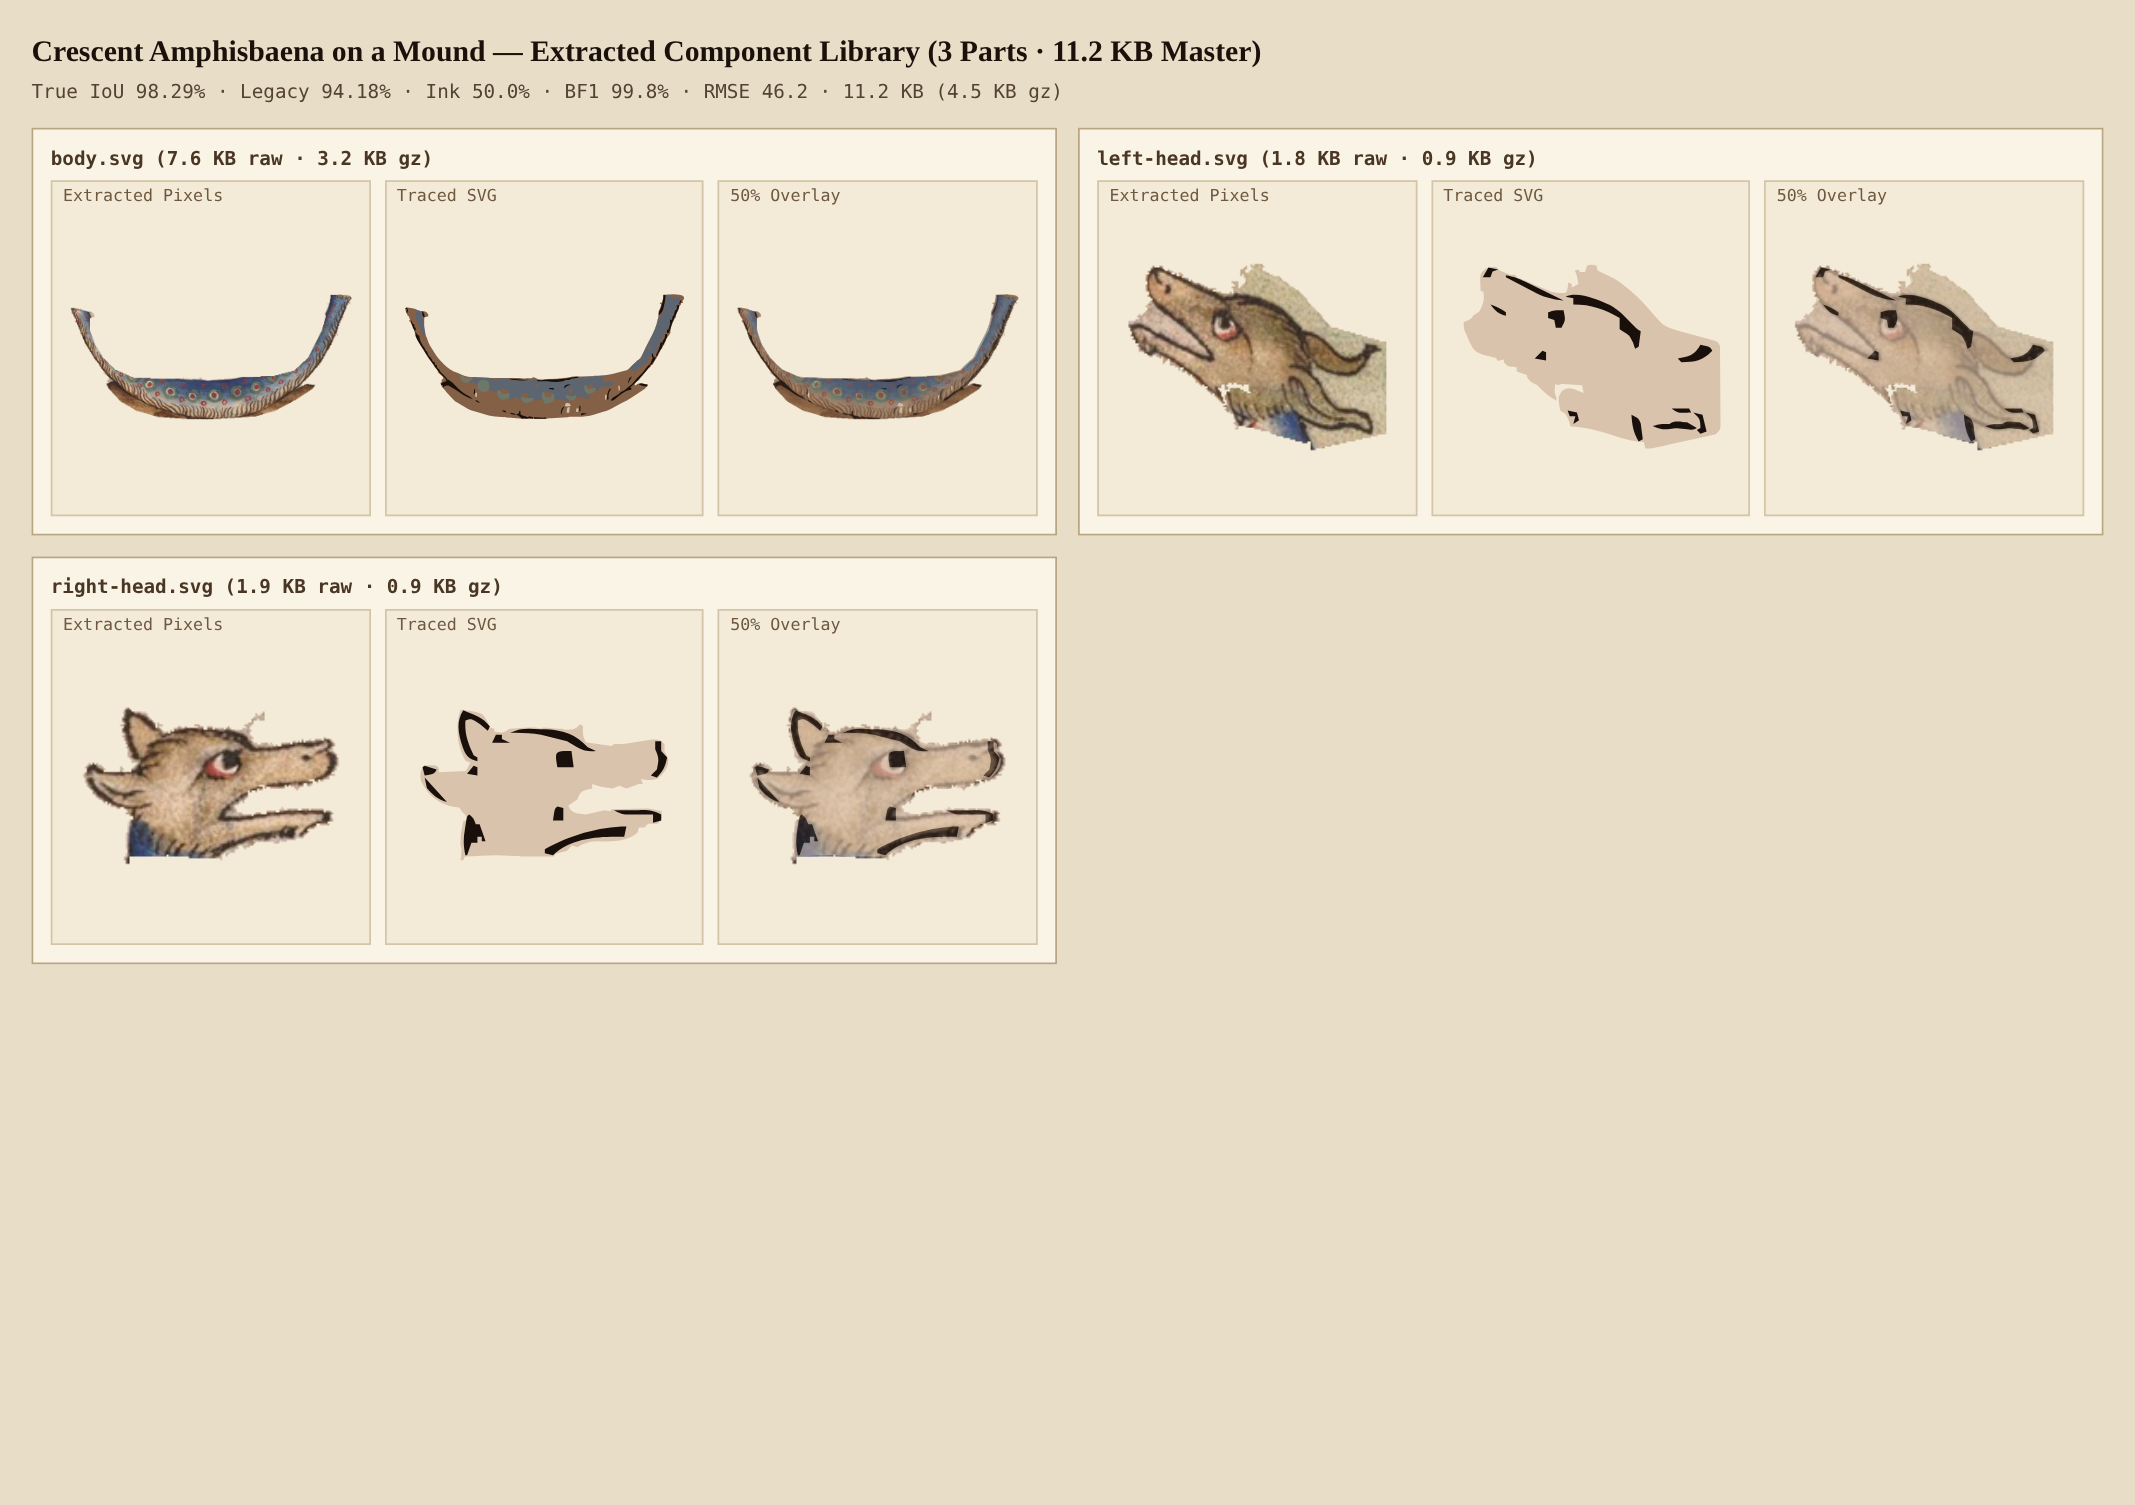 Crescent Amphisbaena on a Mound — Extracted Component Library (3 Parts · 11.2 KB Master)
True IoU 98.29% · Legacy 94.18% · Ink 50.0% · BF1 99.8% · RMSE 46.2 · 11.2 KB (4.5 KB gz)
body.svg (7.6 KB raw · 3.2 KB gz)
Extracted Pixels
Traced SVG
50% Overlay
left-head.svg (1.8 KB raw · 0.9 KB gz)
Extracted Pixels
Traced SVG
50% Overlay
right-head.svg (1.9 KB raw · 0.9 KB gz)
Extracted Pixels
Traced SVG
50% Overlay